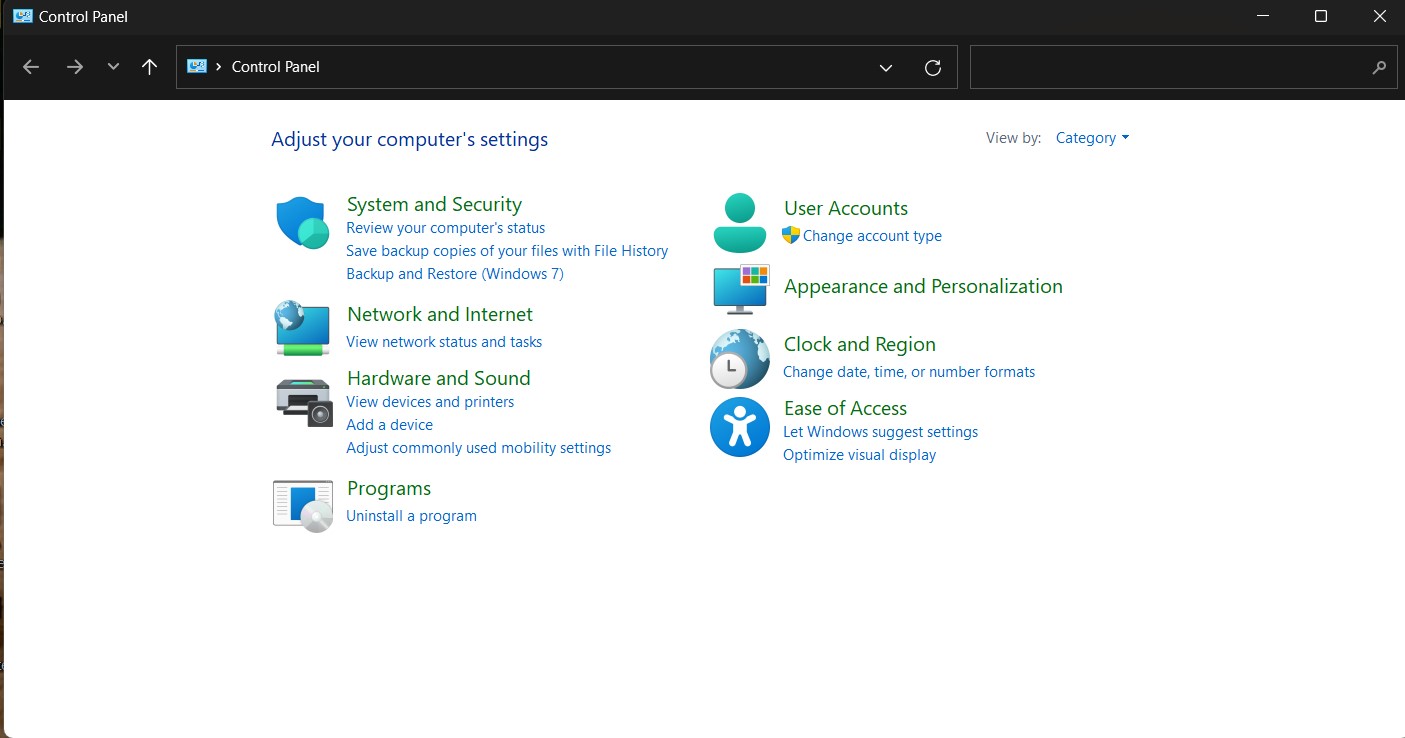 Control Panel
Control Panel
Adjust your computer's settings
View by: Category
System and Security
Review your computer's status
Save backup copies of your files with File History
Backup and Restore (Windows 7)
Network and Internet
View network status and tasks
Hardware and Sound
View devices and printers
Add a device
Adjust commonly used mobility settings
Programs
Uninstall a program
User Accounts
Change account type
Appearance and Personalization
Clock and Region
Change date, time, or number formats
Ease of Access
Let Windows suggest settings
Optimize visual display